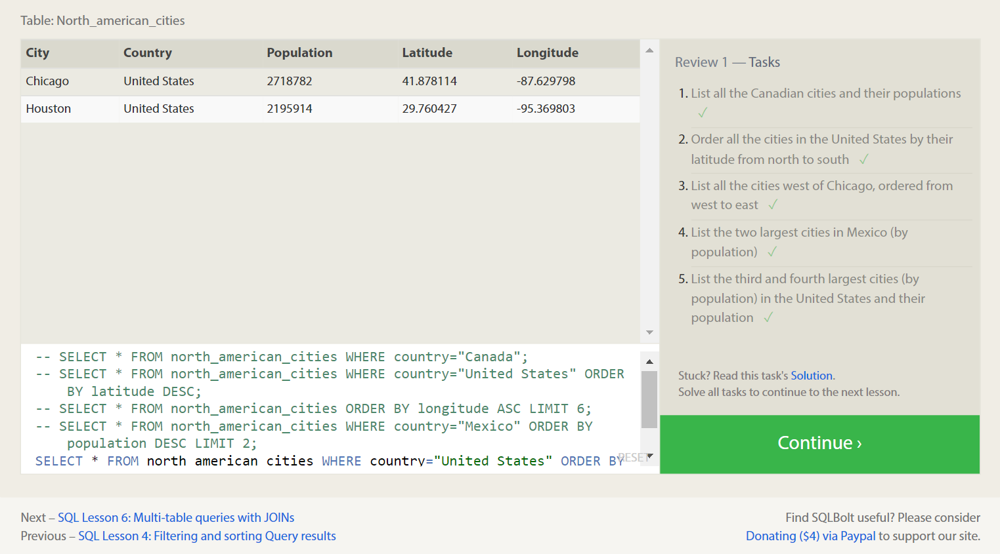 Table: North_american_cities
City Country Population Latitude Longitude
Chicago United States 2718782 41.878114 -87.629798
Houston United States 2195914 29.760427 -95.369803
-- SELECT * FROM north_american_cities WHERE country="Canada";
-- SELECT * FROM north_american_cities WHERE country="United States" ORDER
BY latitude DESC;
-- SELECT * FROM north_american_cities ORDER BY longitude ASC LIMIT 6;
-- SELECT * FROM north_american_cities WHERE country="Mexico" ORDER BY
population DESC LIMIT 2;
SELECT * FROM north_american_cities WHERE country="United States" ORDER BY
RESET
Review 1 — Tasks
1. List all the Canadian cities and their populations
✓
2. Order all the cities in the United States by their
latitude from north to south ✓
3. List all the cities west of Chicago, ordered from
west to east ✓
4. List the two largest cities in Mexico (by
population) ✓
5. List the third and fourth largest cities (by
population) in the United States and their
population ✓
Stuck? Read this task's Solution.
Solve all tasks to continue to the next lesson.
Continue ›
Next – SQL Lesson 6: Multi-table queries with JOINs
Previous – SQL Lesson 4: Filtering and sorting Query results
Find SQLBolt useful? Please consider
Donating ($4) via Paypal to support our site.